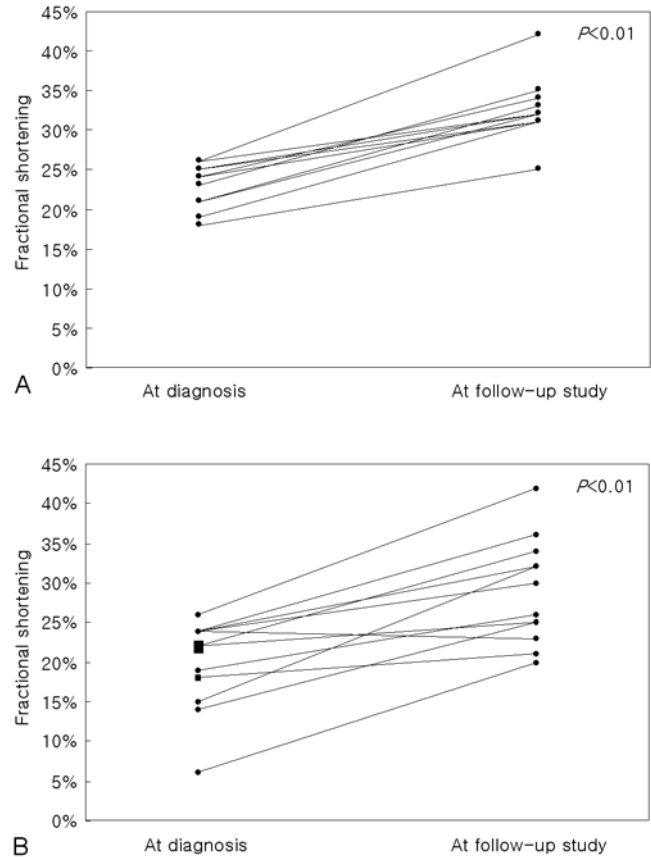 45%
P<0.01
40%
35%
30%
25%
20%
15%
10%
5%
0%
Fractional shortening
A
At diagnosis At follow-up study
45%
P<0.01
40%
35%
30%
25%
20%
15%
10%
5%
0%
Fractional shortening
B
At diagnosis At follow-up study